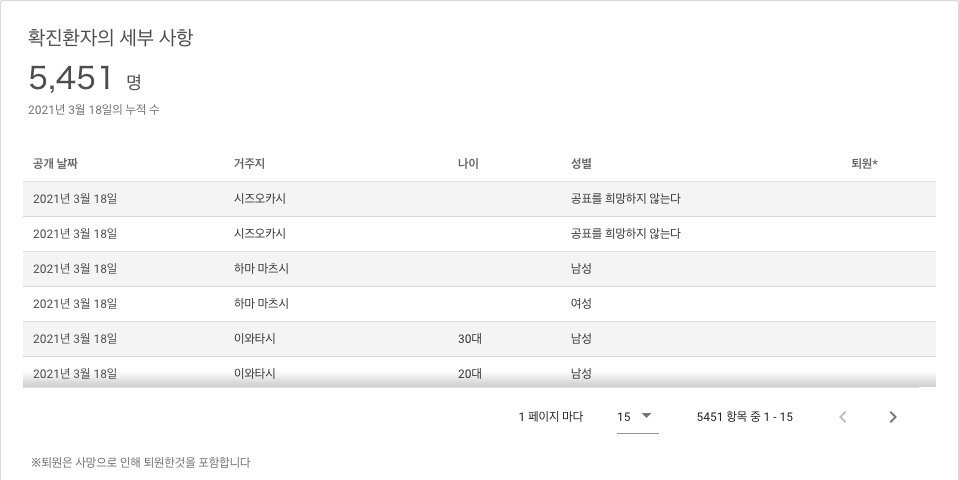 확진환자의 세부 사항
5,451 명
2021년 3월 18일의 누적 수
공개 날짜 거주지 나이 성별 퇴원*
2021년 3월 18일 시즈오카시 공표를 희망하지 않는다
2021년 3월 18일 시즈오카시 공표를 희망하지 않는다
2021년 3월 18일 하마 마츠시 남성
2021년 3월 18일 하마 마츠시 여성
2021년 3월 18일 이와타시 30대 남성
2021년 3월 18일 이와타시 20대 남성
1 페이지 마다 15 5451 항목 중 1 - 15
※퇴원은 사망으로 인해 퇴원한것을 포함합니다